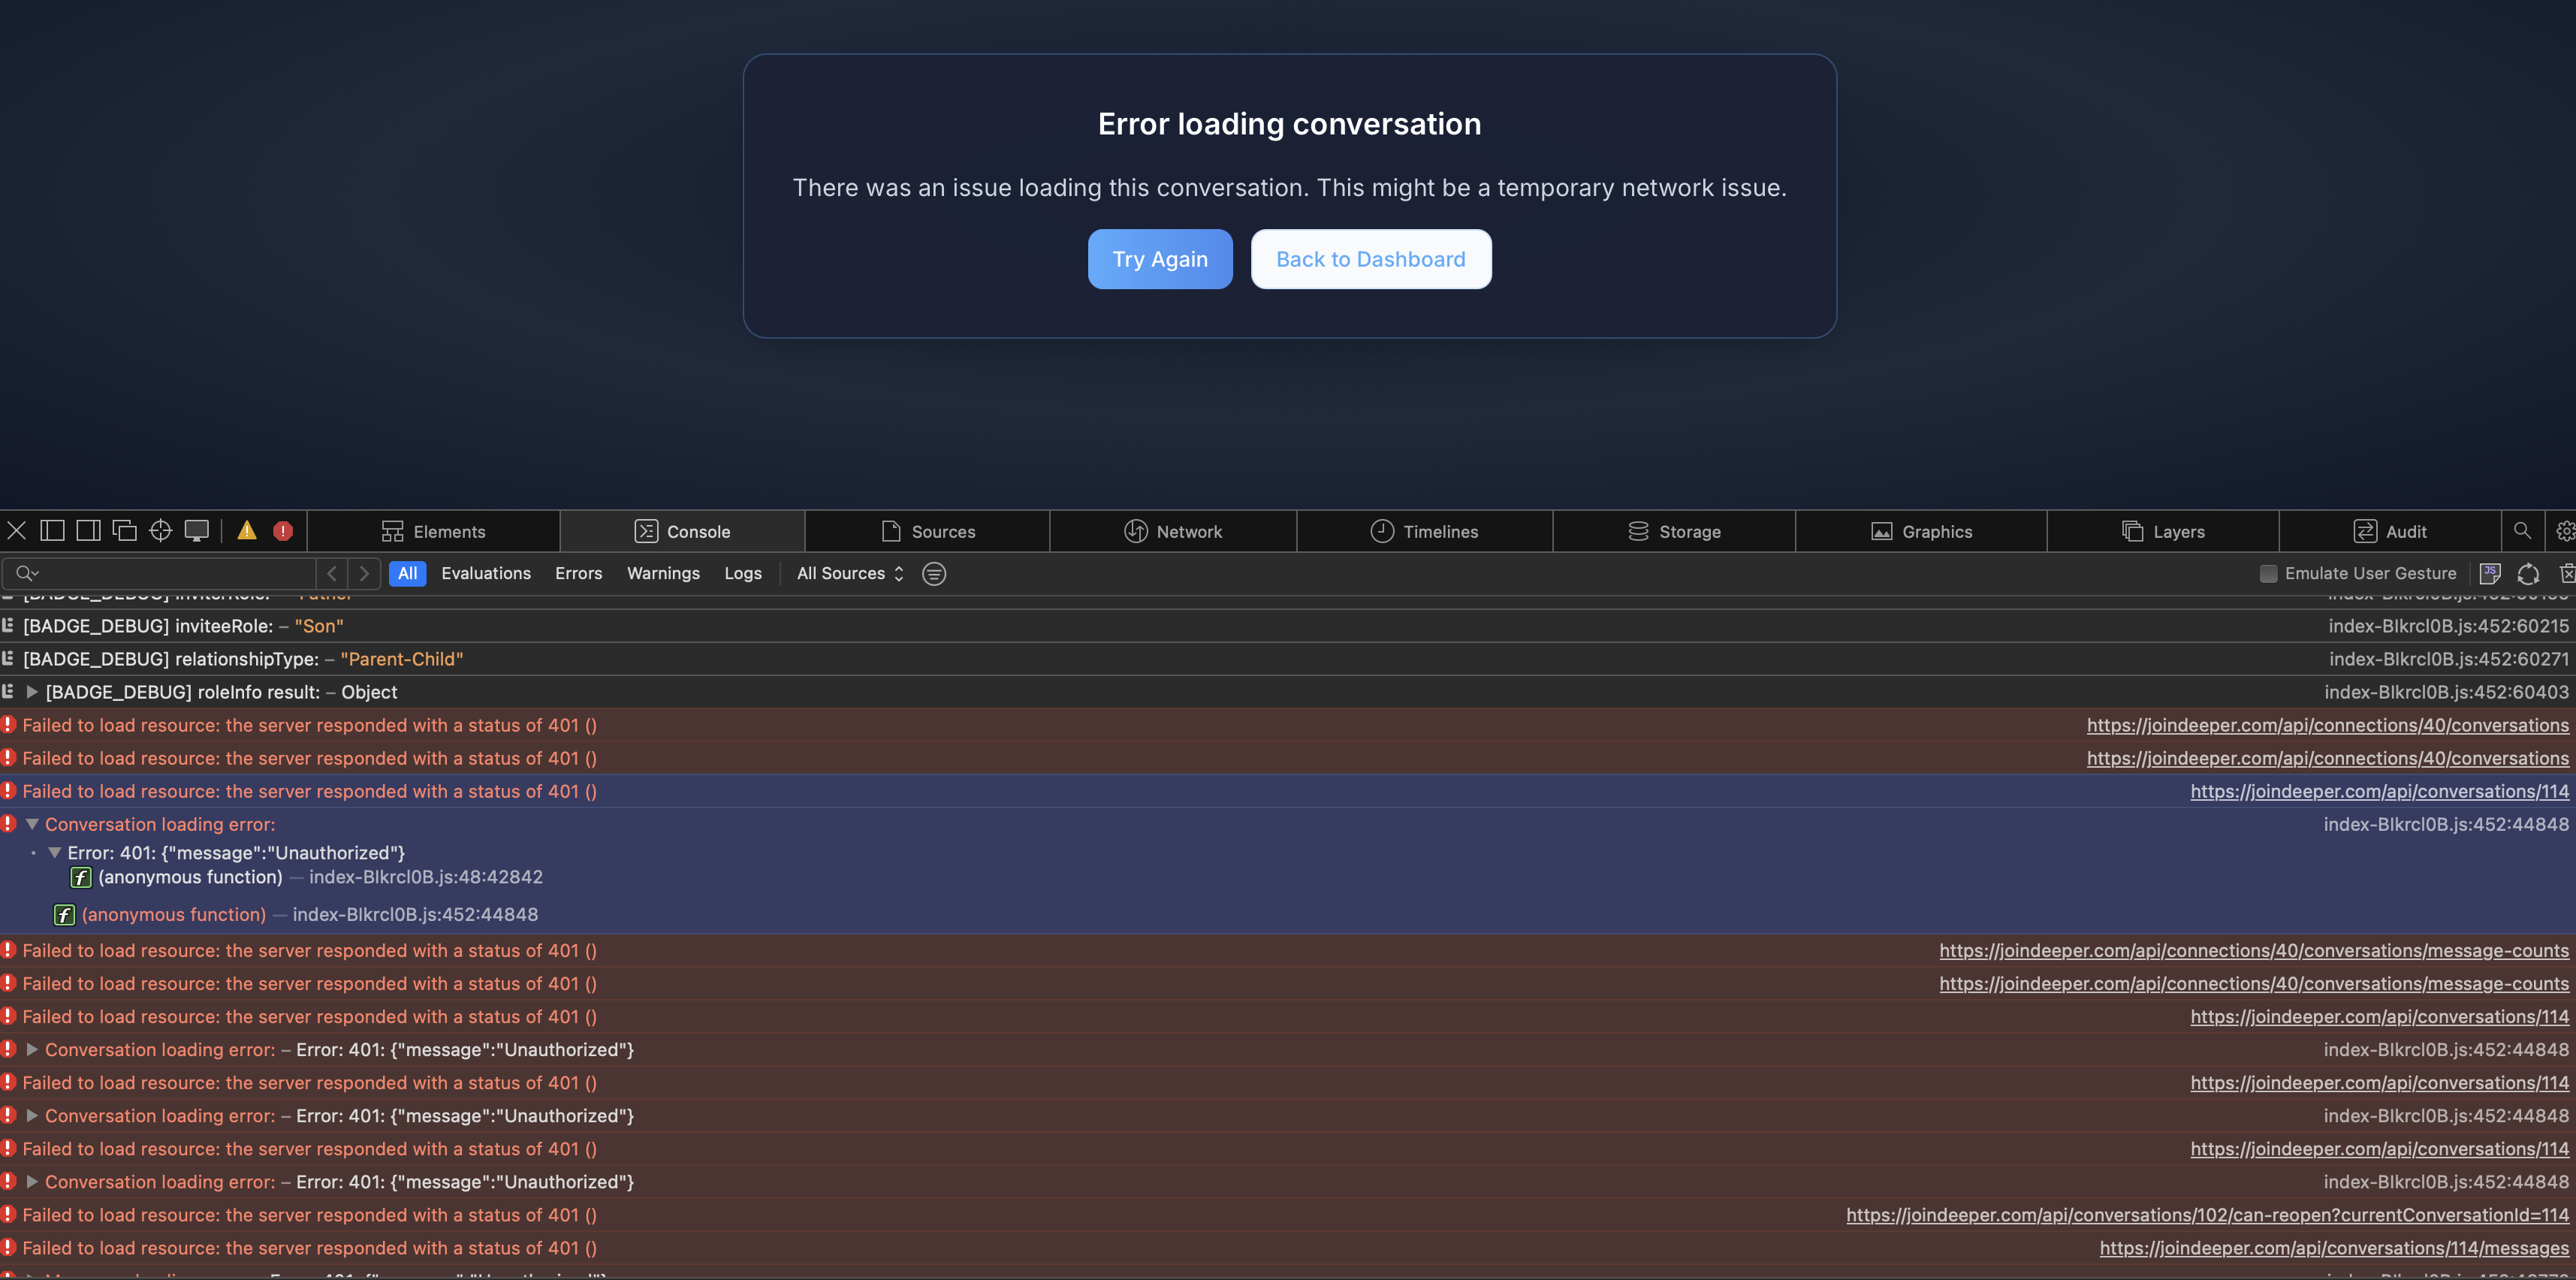 Error loading conversation
There was an issue loading this conversation. This might be a temporary network issue.
Try Again Back to Dashboard
Elements Console Sources Network Timelines Storage Graphics Layers Audit
All Evaluations Errors Warnings Logs All Sources Emulate User Gesture
[BADGE_DEBUG] inviterRole: – "Father"
[BADGE_DEBUG] inviteeRole: – "Son" index-BIkrcl0B.js:452:60215
[BADGE_DEBUG] relationshipType: – "Parent-Child" index-BIkrcl0B.js:452:60271
[BADGE_DEBUG] roleInfo result: – Object index-BIkrcl0B.js:452:60403
Failed to load resource: the server responded with a status of 401 () https://joindeeper.com/api/connections/40/conversations
Failed to load resource: the server responded with a status of 401 () https://joindeeper.com/api/connections/40/conversations
Failed to load resource: the server responded with a status of 401 () https://joindeeper.com/api/conversations/114
Conversation loading error: index-BIkrcl0B.js:452:44848
Error: 401: {"message":"Unauthorized"}
f (anonymous function) — index-BIkrcl0B.js:48:42842
f (anonymous function) — index-BIkrcl0B.js:452:44848
Failed to load resource: the server responded with a status of 401 () https://joindeeper.com/api/connections/40/conversations/message-counts
Failed to load resource: the server responded with a status of 401 () https://joindeeper.com/api/connections/40/conversations/message-counts
Failed to load resource: the server responded with a status of 401 () https://joindeeper.com/api/conversations/114
Conversation loading error: – Error: 401: {"message":"Unauthorized"} index-BIkrcl0B.js:452:44848
Failed to load resource: the server responded with a status of 401 () https://joindeeper.com/api/conversations/114
Conversation loading error: – Error: 401: {"message":"Unauthorized"} index-BIkrcl0B.js:452:44848
Failed to load resource: the server responded with a status of 401 () https://joindeeper.com/api/conversations/114
Conversation loading error: – Error: 401: {"message":"Unauthorized"} index-BIkrcl0B.js:452:44848
Failed to load resource: the server responded with a status of 401 () https://joindeeper.com/api/conversations/102/can-reopen?currentConversationId=114
Failed to load resource: the server responded with a status of 401 () https://joindeeper.com/api/conversations/114/messages